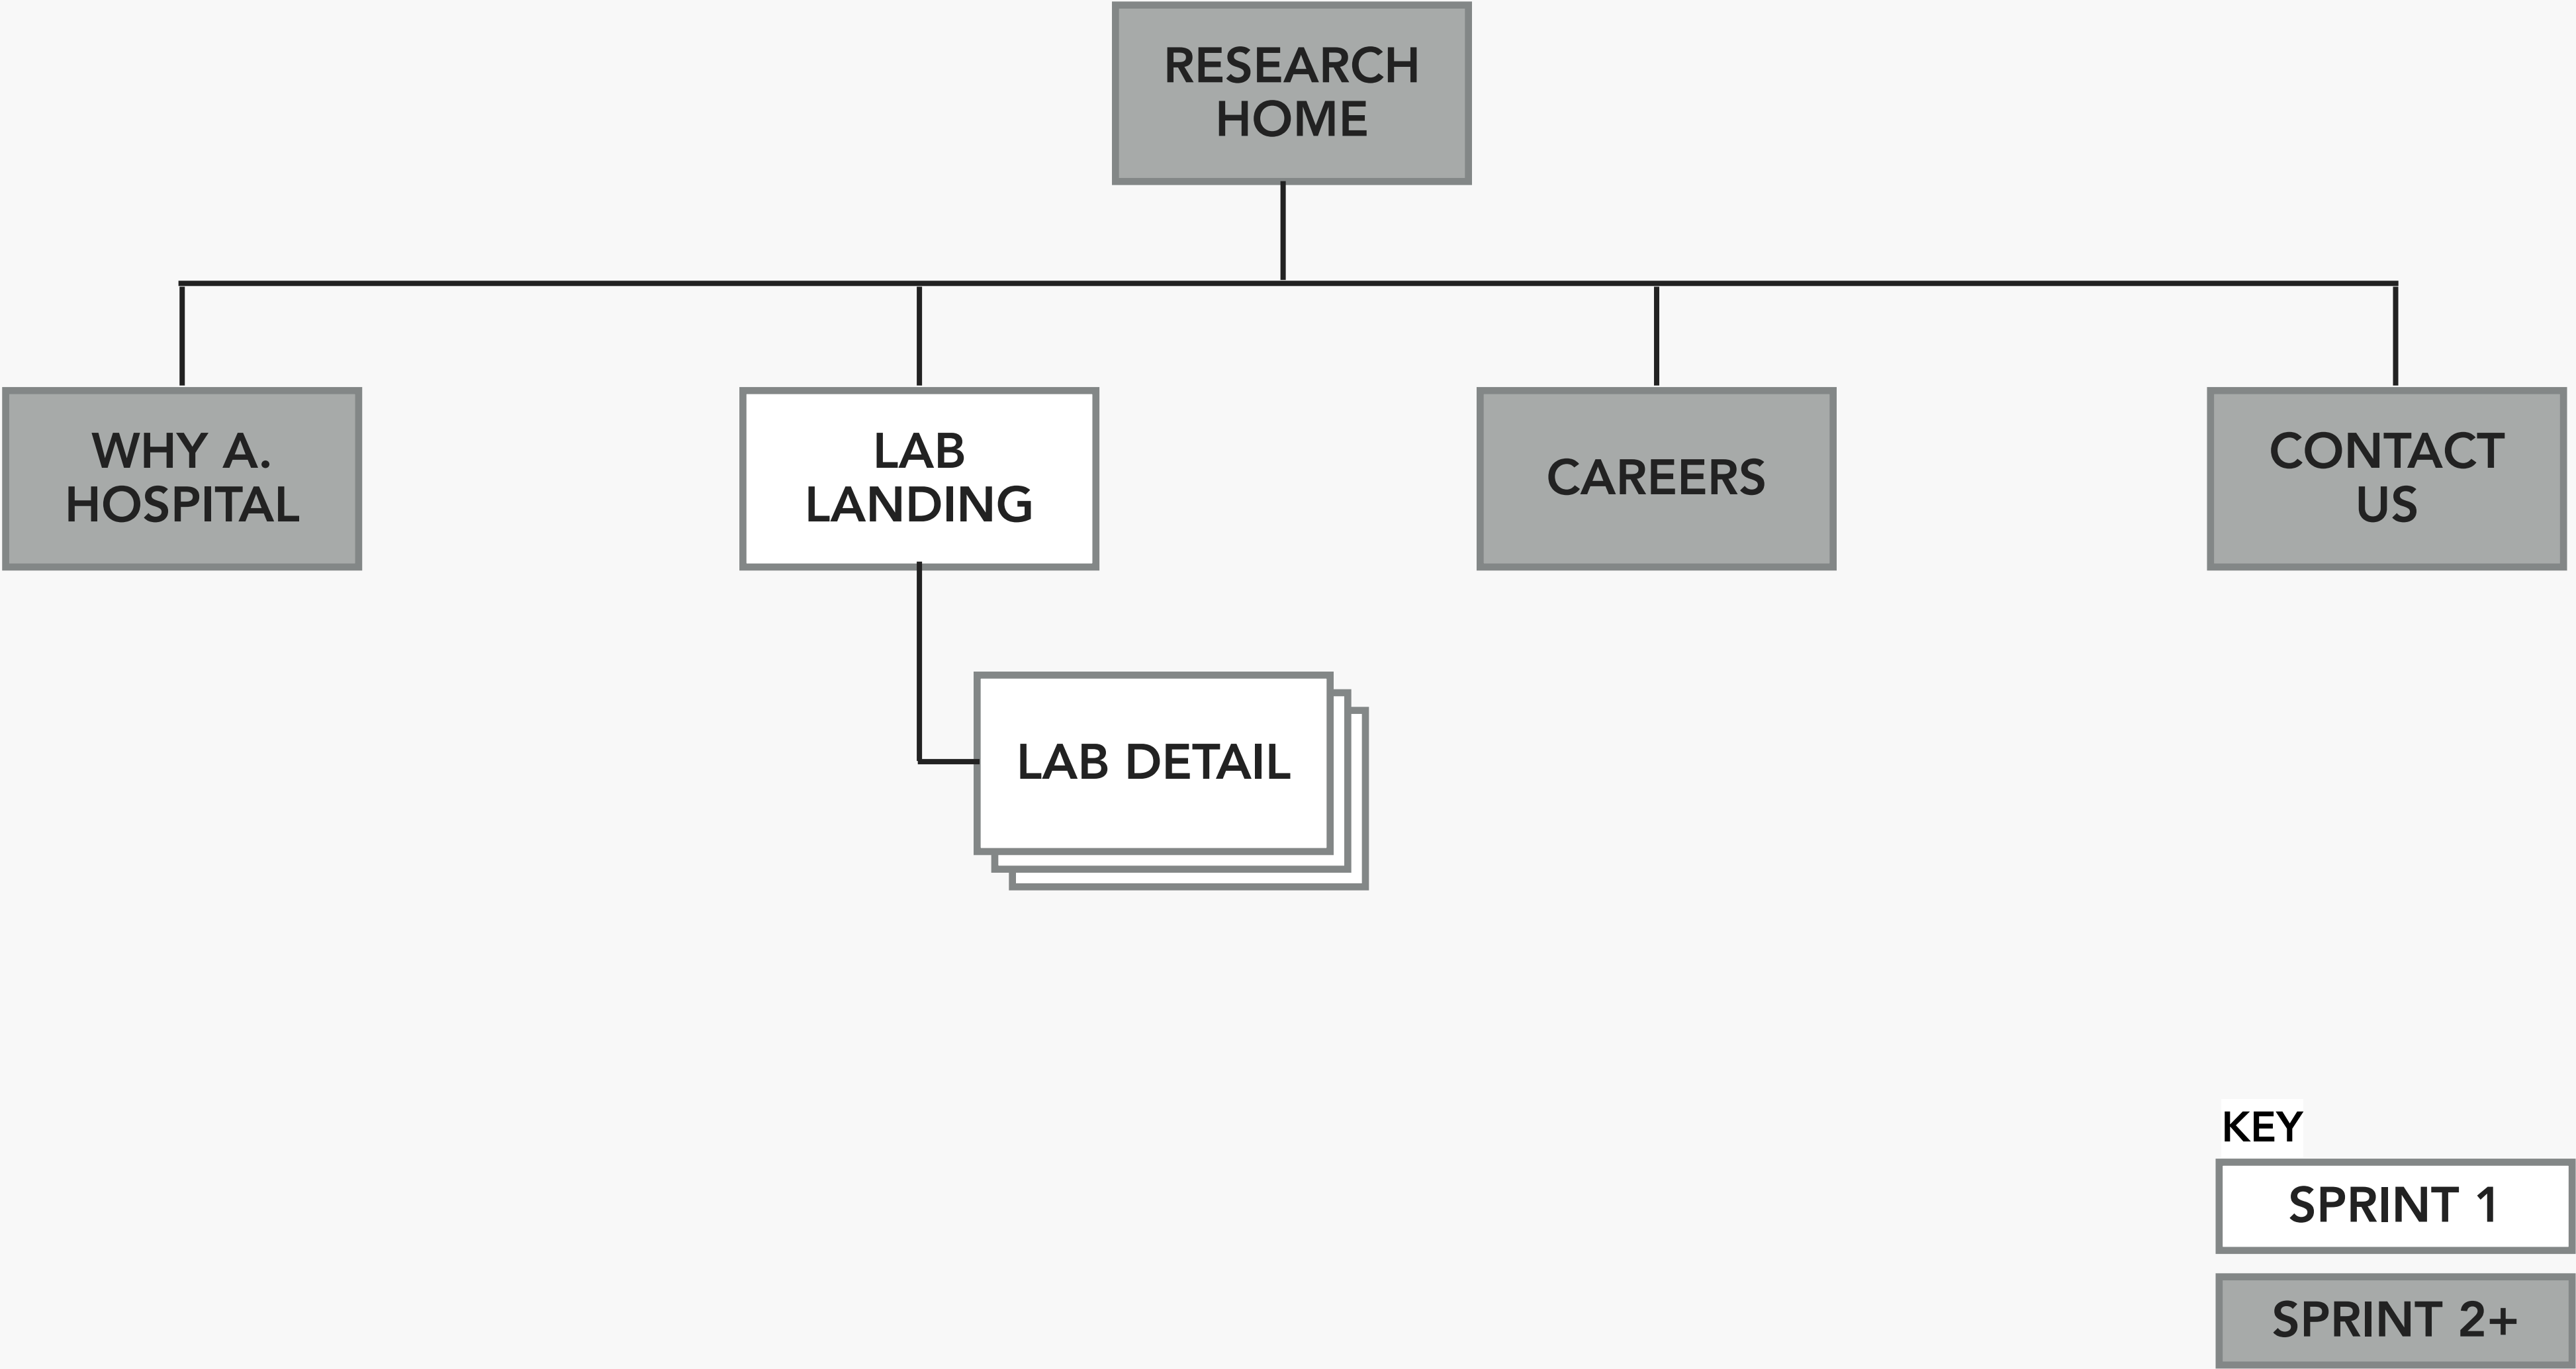 RESEARCH
HOME
WHY A.
HOSPITAL
LAB
LANDING
CAREERS
CONTACT
US
LAB DETAIL
KEY
SPRINT 1
SPRINT 2+